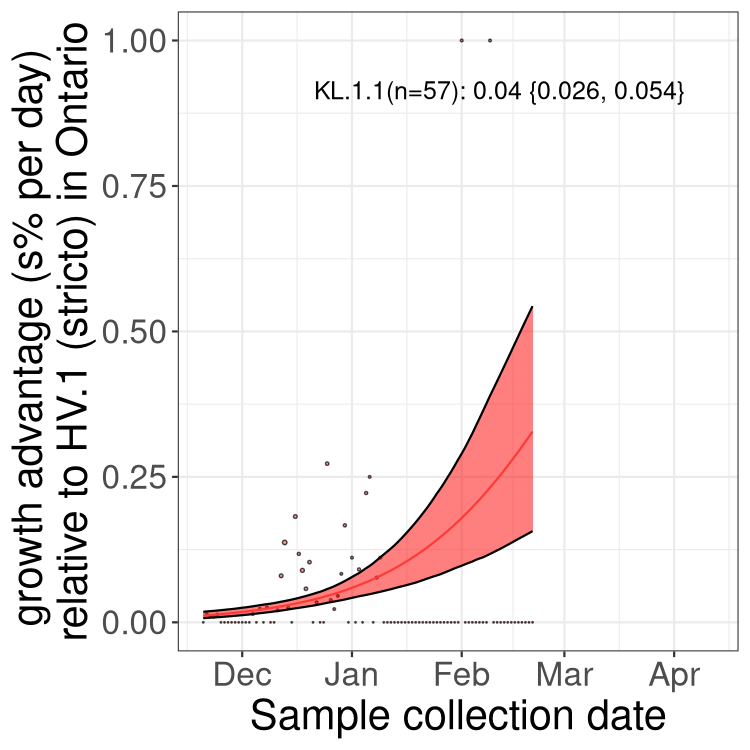 growth advantage (s% per day)
relative to HV.1 (stricto) in Ontario
1.00
KL.1.1(n=57): 0.04 {0.026, 0.054}
0.75
0.50
0.25
0.00
Dec Jan Feb Mar Apr
Sample collection date